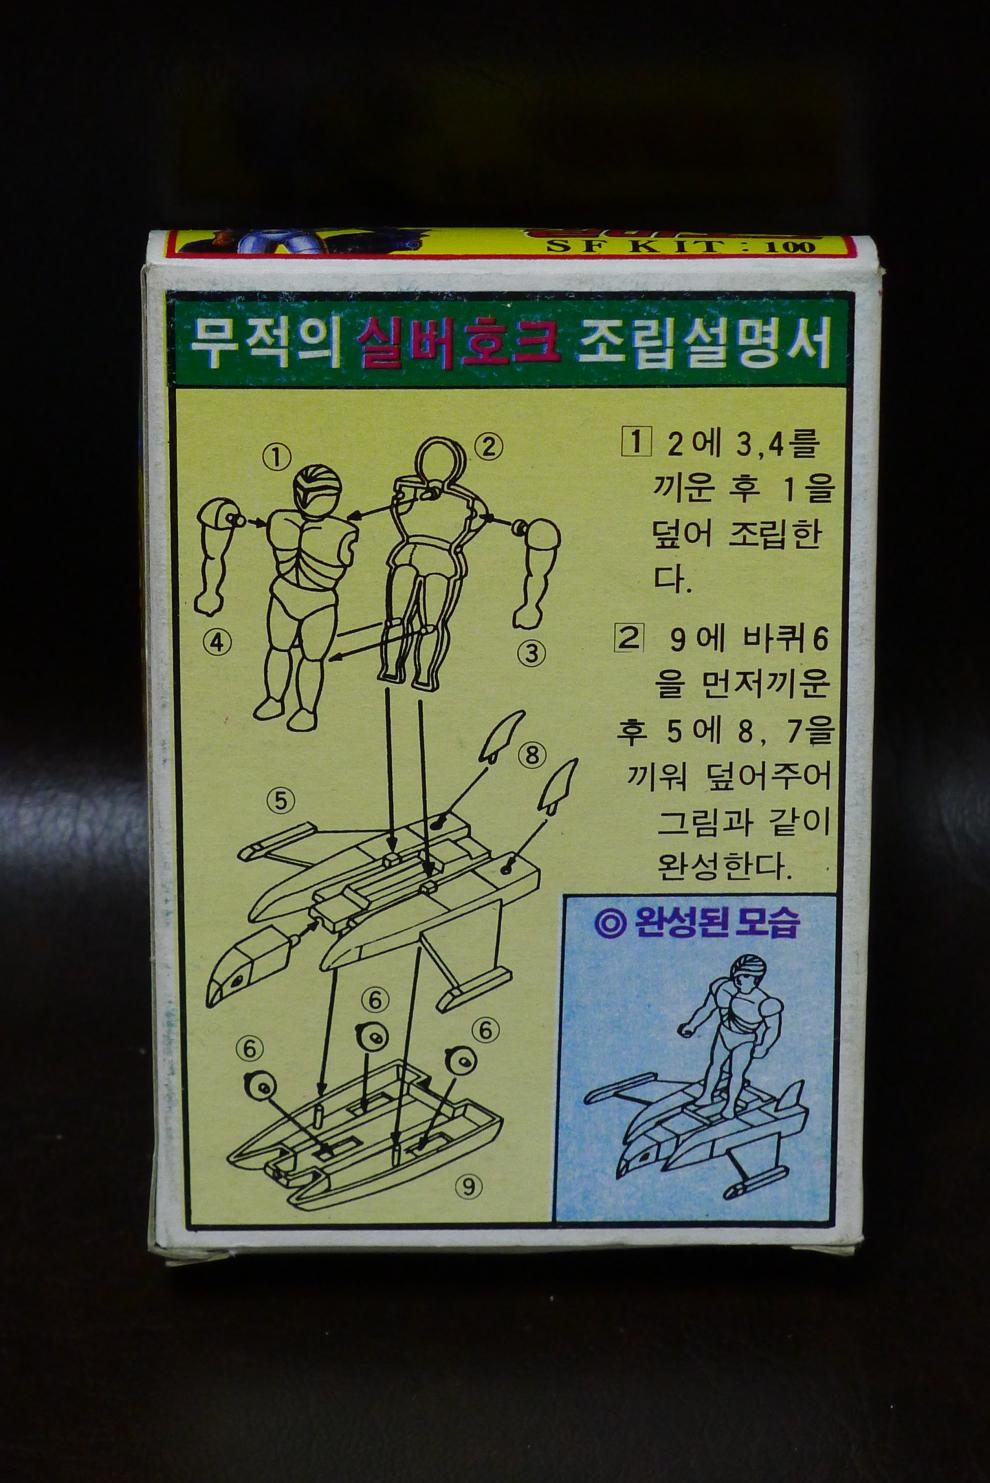 SF KIT : 100
무적의 실버호크 조립설명서
1 2에 3,4를
끼운 후 1을
덮어 조립한
다.
2 9에 바퀴6
을 먼저끼운
후 5에 8, 7을
끼워 덮어주어
그림과 같이
완성한다.
① ②
④ ③
⑧
⑤
⑥
⑥
⑥
⑨
◎ 완성된 모습